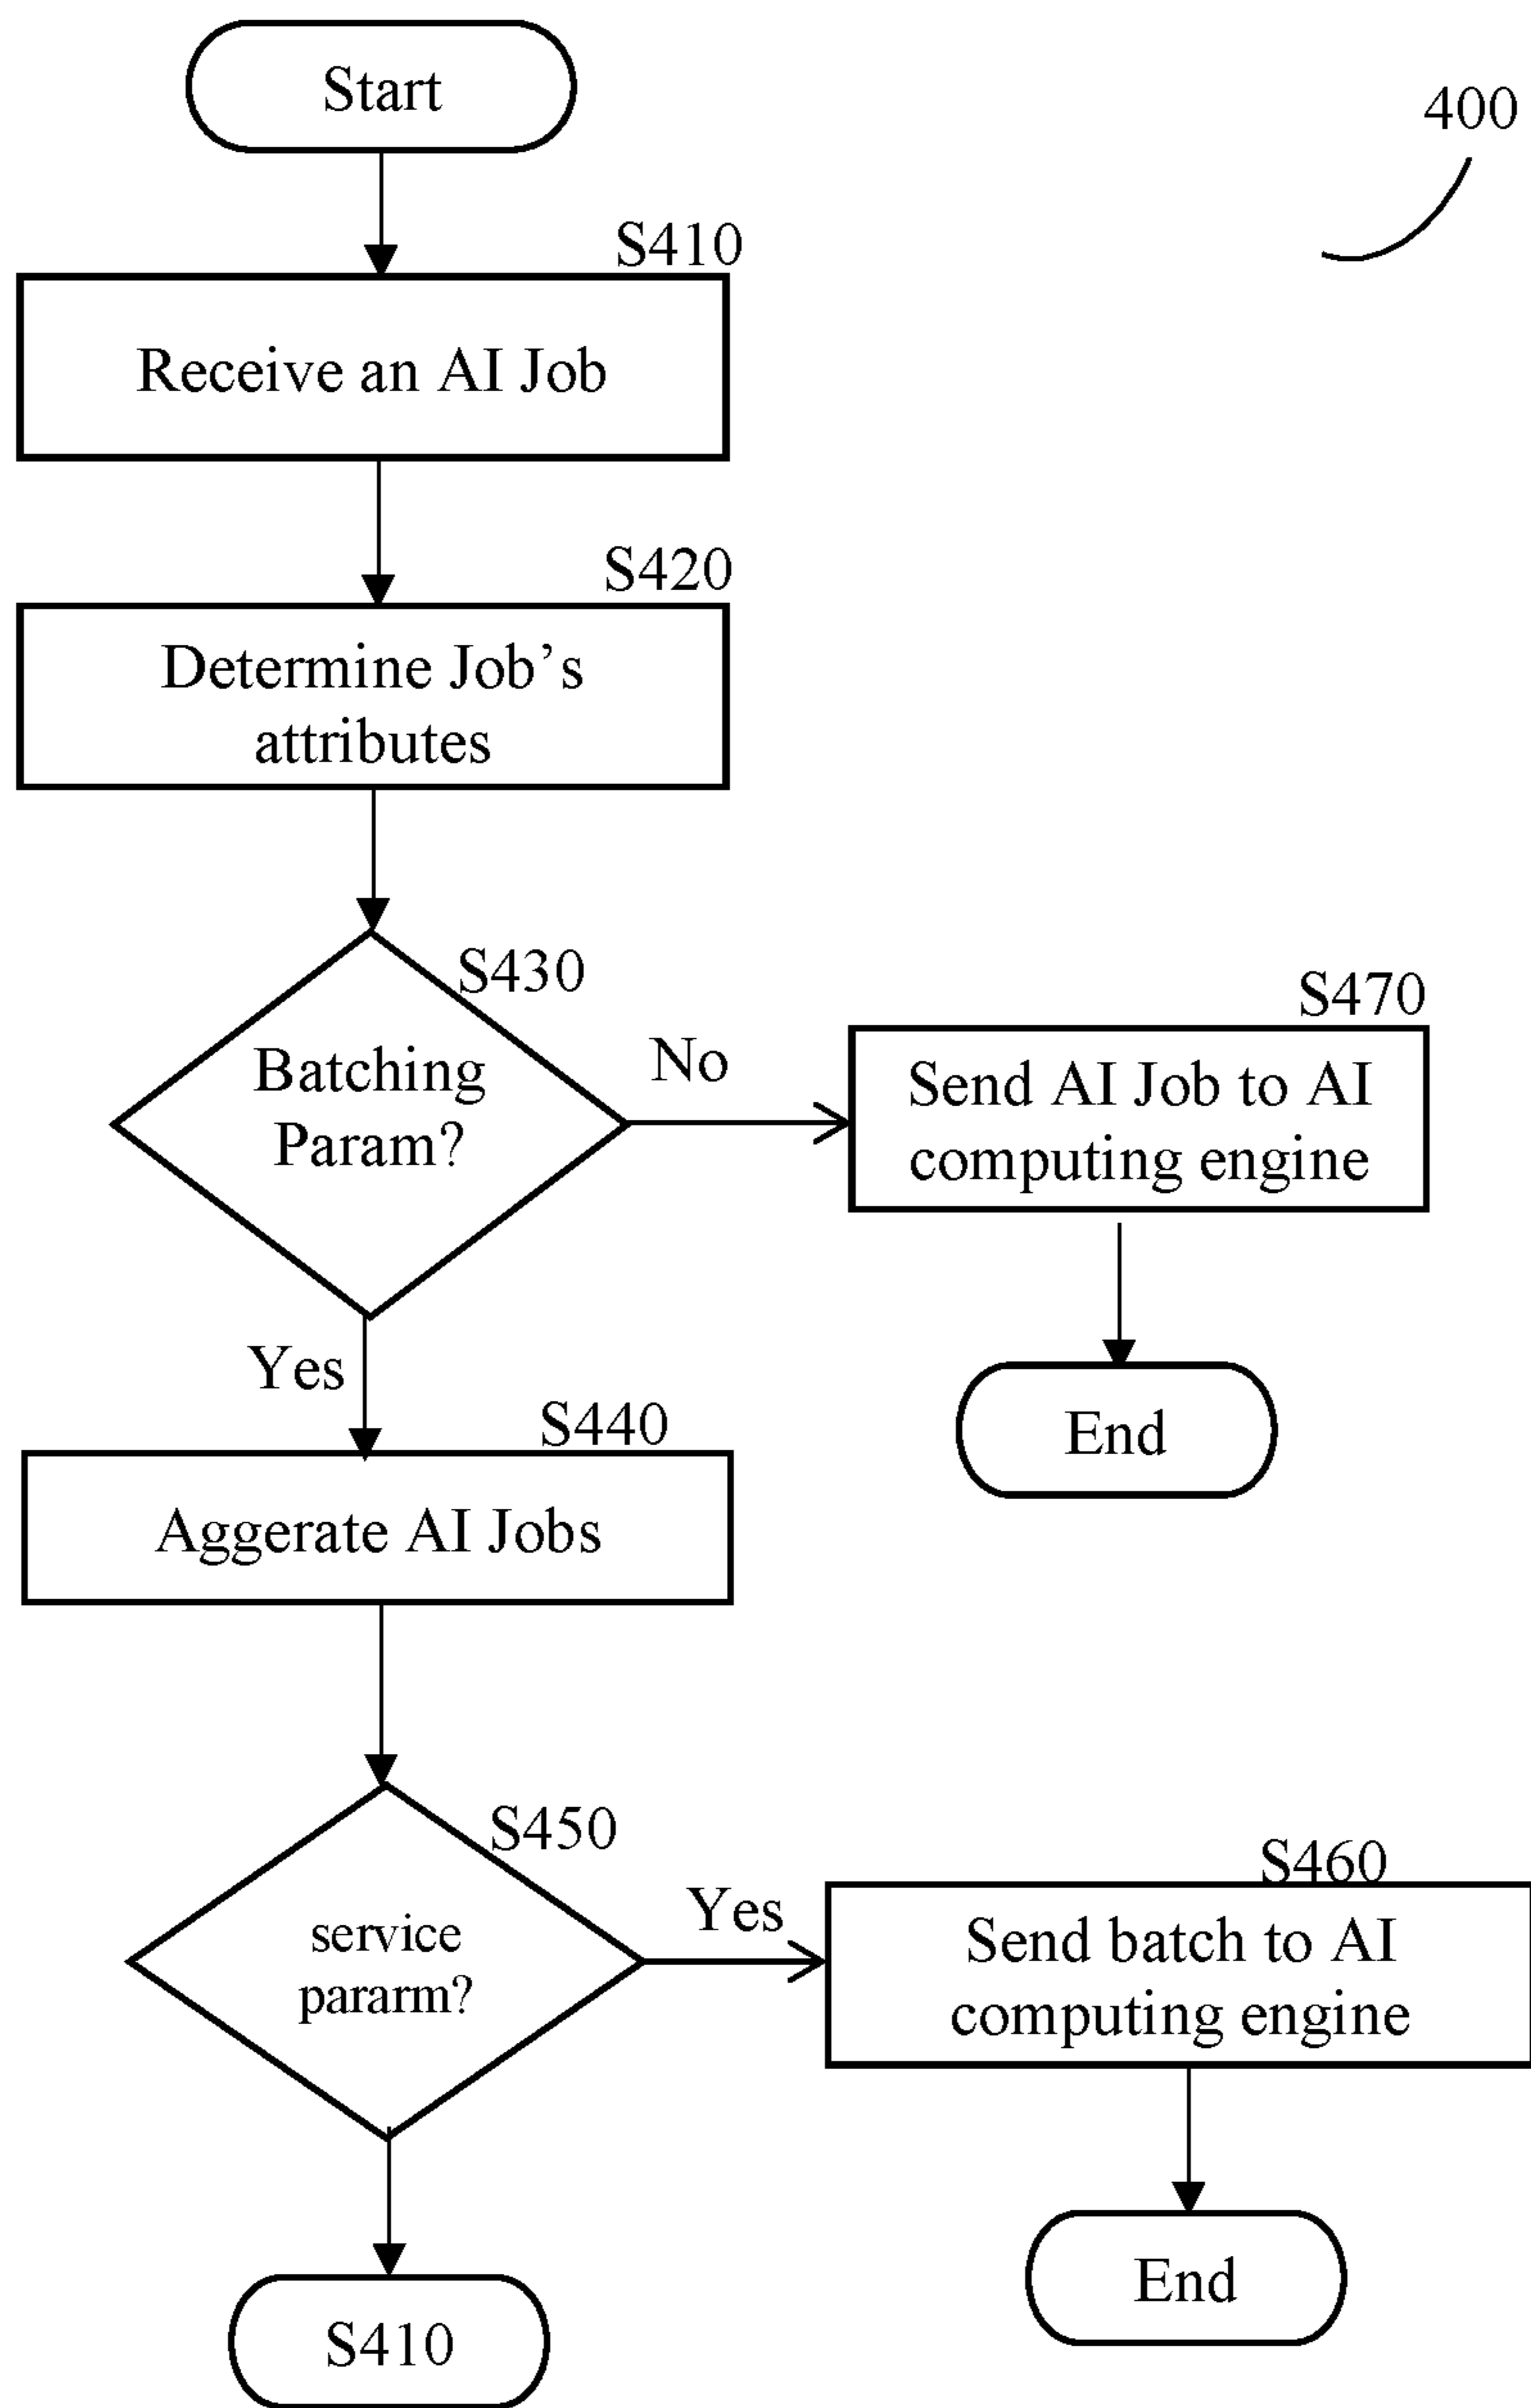 Start
400
S410
Receive an AI Job
S420
Determine Job’s
attributes
S430
Batching
Param?
No
S470
Send AI Job to AI
computing engine
End
Yes
S440
Aggerate AI Jobs
S450
service
pararm?
Yes
S460
Send batch to AI
computing engine
End
S410